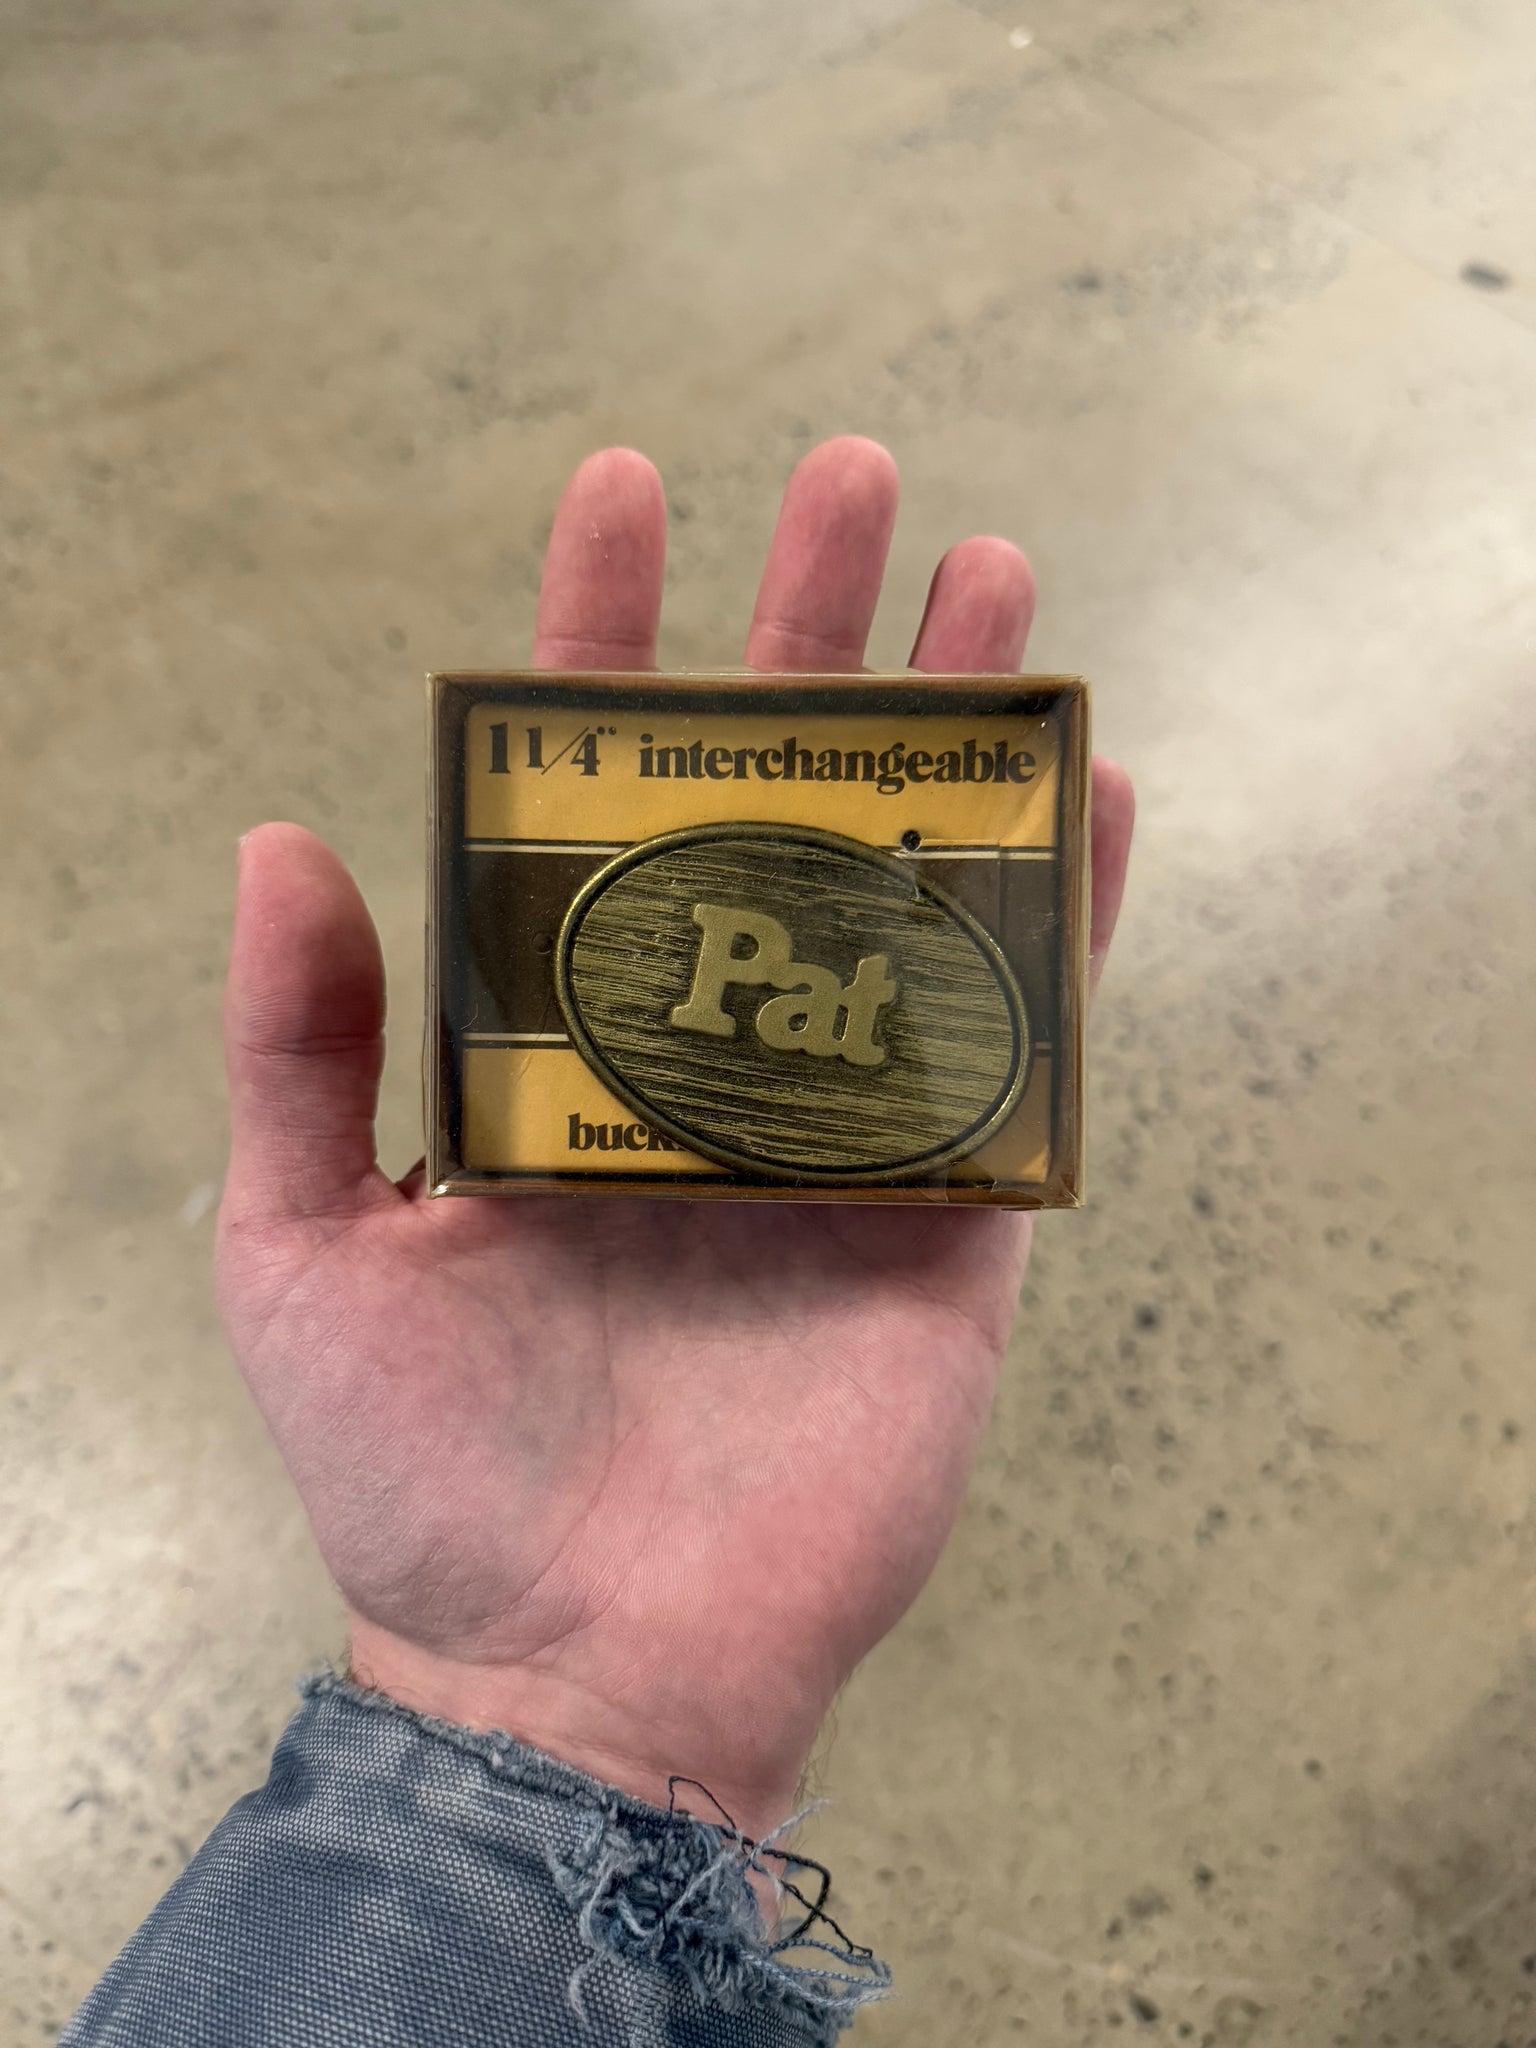 1 1/4" interchangeable
Pat